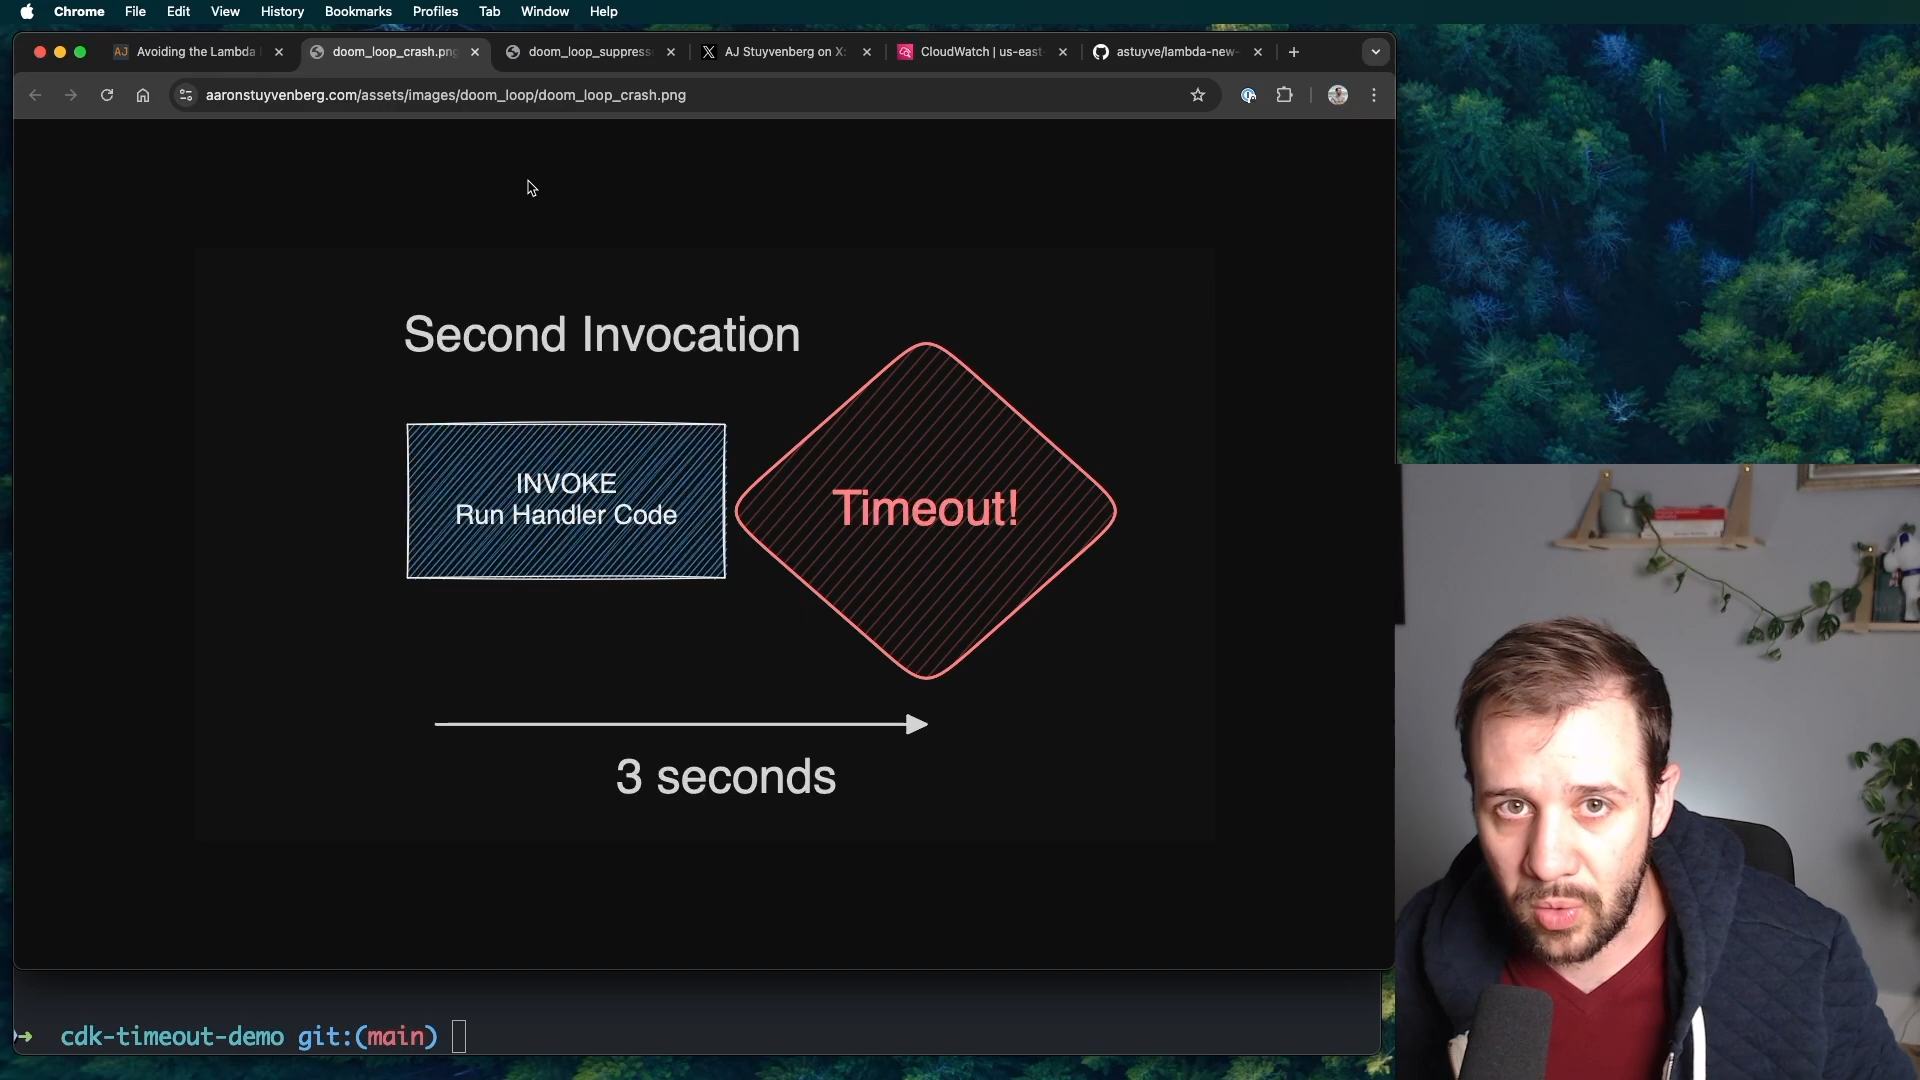 Chrome File Edit View History Bookmarks Profiles Tab Window Help
AJ Avoiding the Lambda
doom_loop_crash.png
doom_loop_suppress
AJ Stuyvenberg on X:
CloudWatch | us-east-
astuyve/lambda-new-
aaronstuyvenberg.com/assets/images/doom_loop/doom_loop_crash.png
Second Invocation
INVOKE
Run Handler Code
Timeout!
3 seconds
➜ cdk-timeout-demo git:(main)